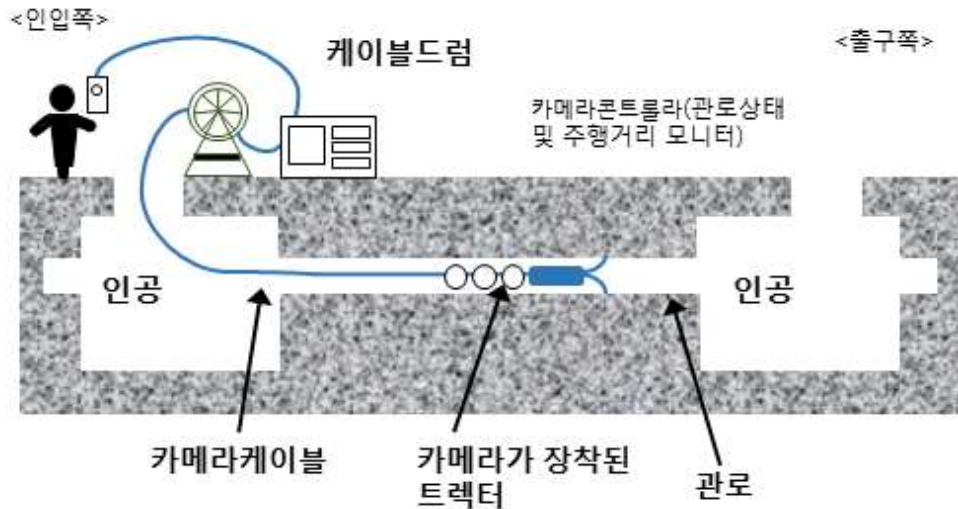 <인입쪽>
케이블드럼
<출구쪽>
카메라콘트롤라(관로상태
및 주행거리 모니터)
인공
인공
카메라케이블
카메라가 장착된
트렉터
관로